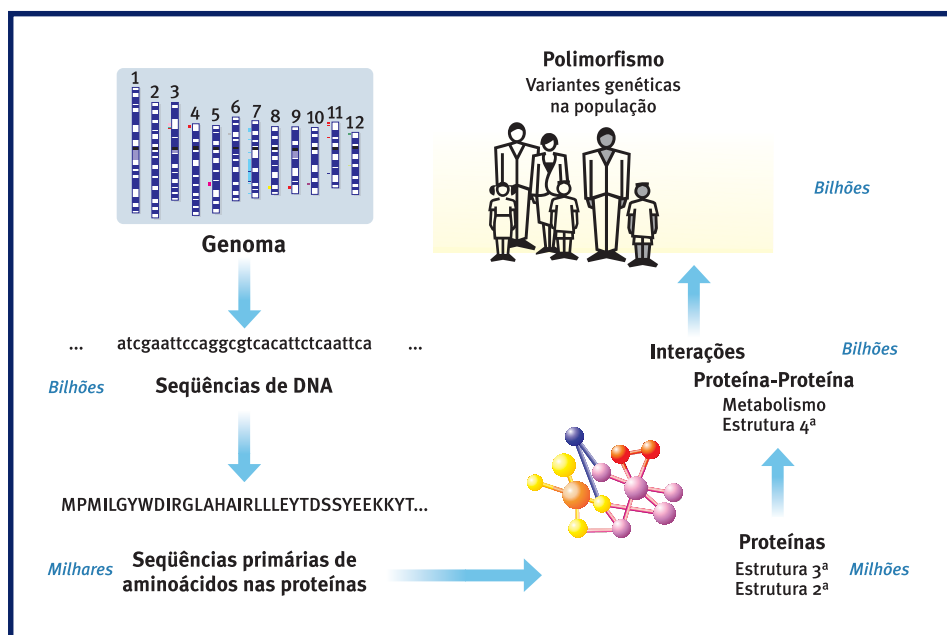 1 2 3 4 5 6 7 8 9 10 11 12
Genoma
... atcgaattccaggcgtcacattctcaattca ...
Bilhões
Seqüências de DNA
MPMILGYWDIRGLAHAIRLLLEYTDSSYEEKKYT...
Milhares
Seqüências primárias de
aminoácidos nas proteínas
Proteínas
Estrutura 3ª
Estrutura 2ª
Milhões
Interações
Proteína-Proteína
Metabolismo
Estrutura 4ª
Bilhões
Polimorfismo
Variantes genéticas
na população
Bilhões